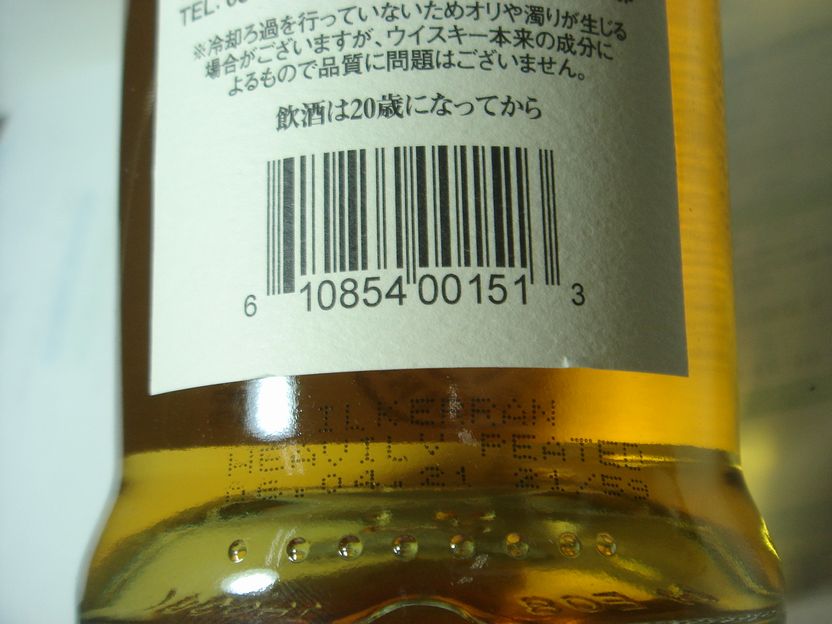 TEL.
※冷却ろ過を行っていないためオリや濁りが生じる
場合がございますが、ウイスキー本来の成分に
よるもので品質に問題はございません。
飲酒は20歳になってから
6 10854 00151 3
HEAVILY PEATED